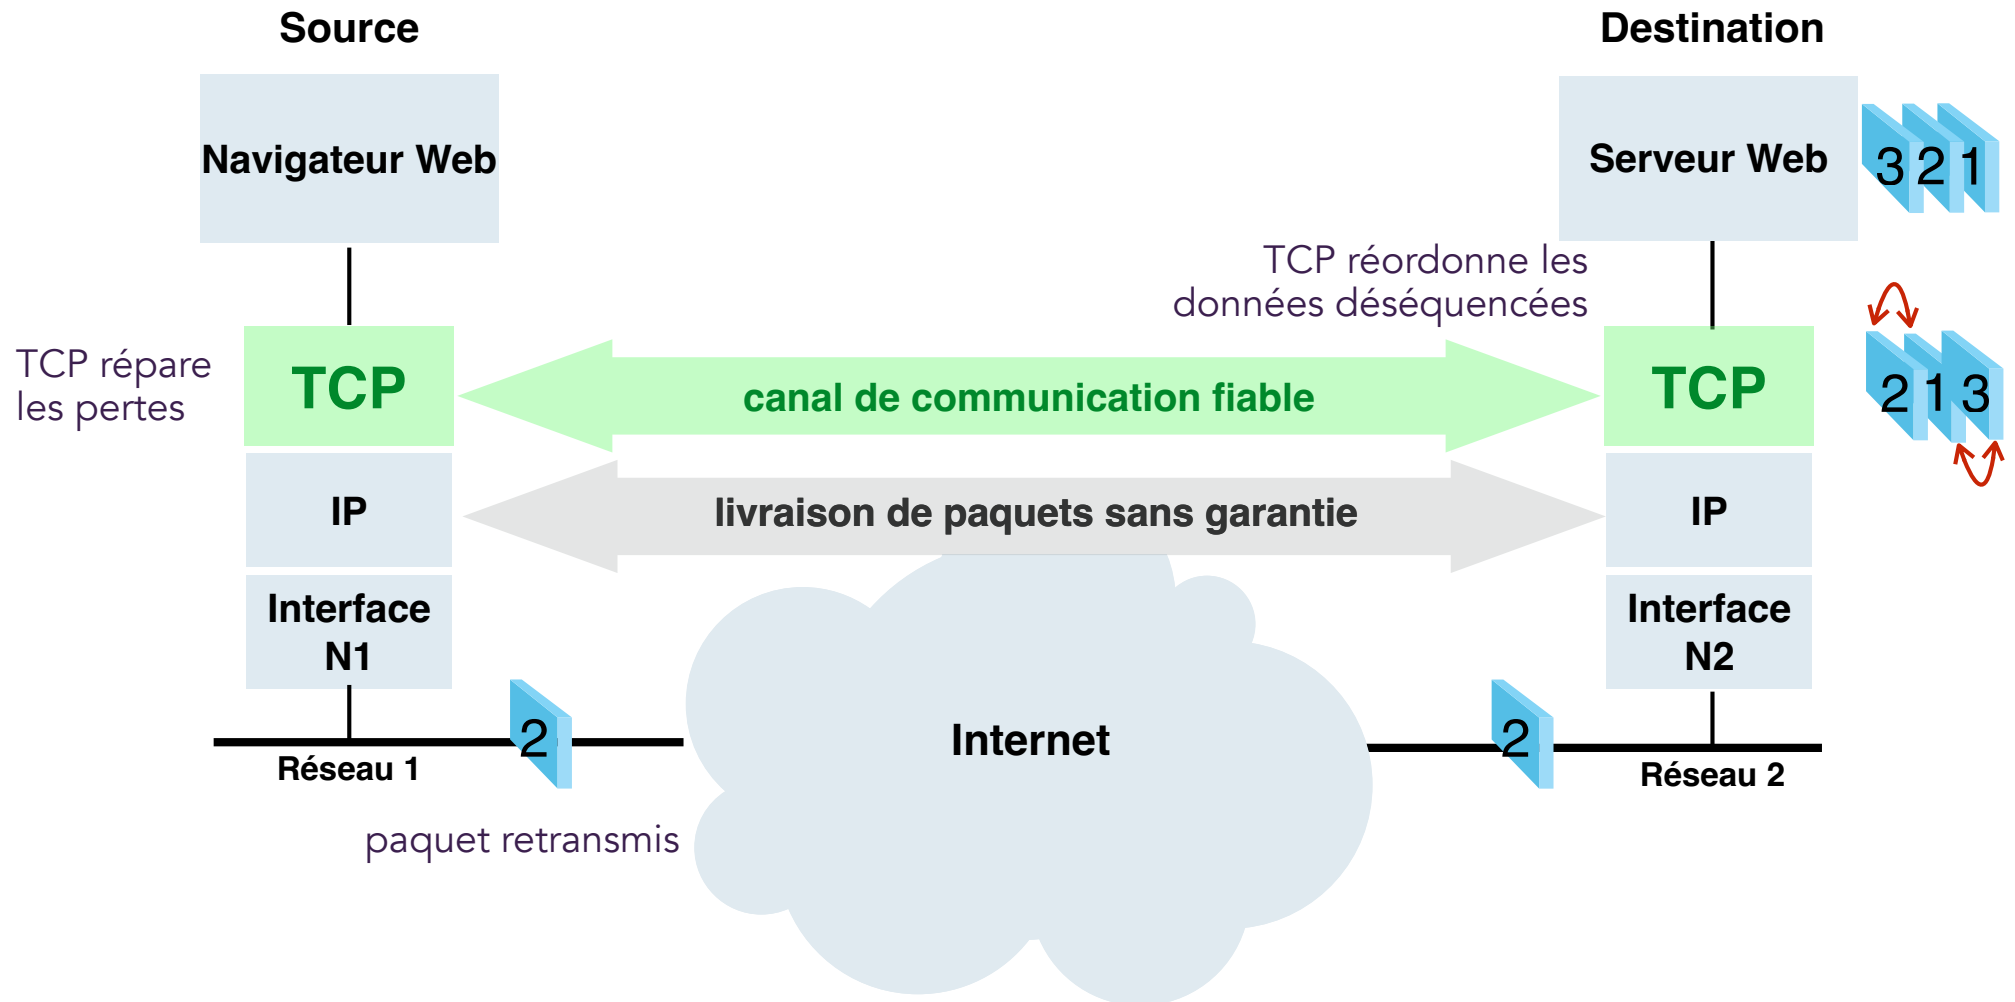 Source
Destination
Navigateur Web
Serveur Web
3 2 1
TCP réordonne les
données déséquencées
TCP répare
les pertes
TCP
canal de communication fiable
TCP
2 1 3
IP
livraison de paquets sans garantie
IP
Interface
N1
Interface
N2
2
Internet
2
Réseau 1
Réseau 2
paquet retransmis